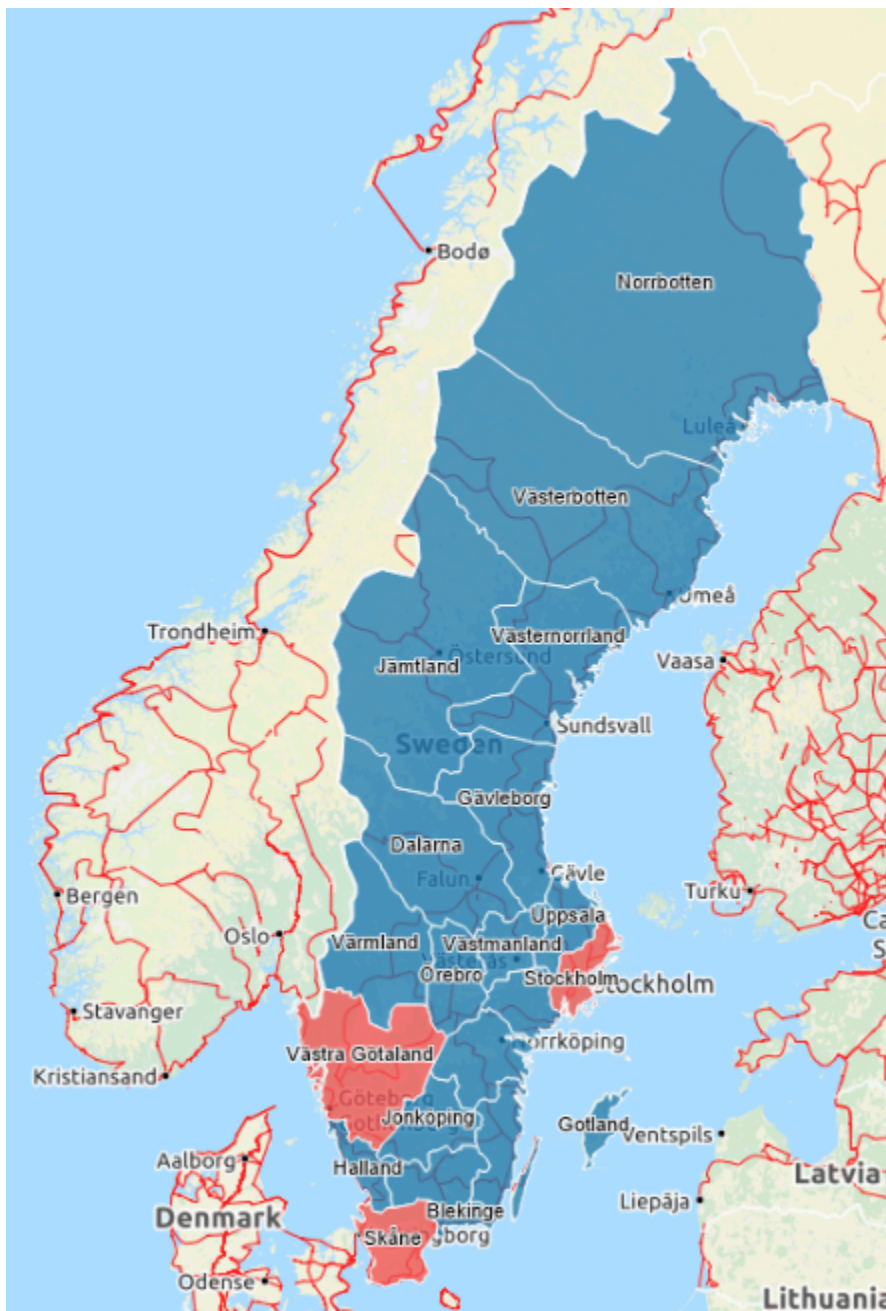 Bodø
Norrbotten
Luleå
Västerbotten
Umeå
Trondheim
Västernorrland
Östersund
Jämtland
Vaasa
Sundsvall
Sweden
Gävleborg
Dalarna
Gävle
Falun
Bergen
Turku
Uppsala
Oslo
Värmland
Västmanland
Västerås
Örebro
Stockholm
Stockholm
Stavanger
Norrköping
Västra Götaland
Kristiansand
Göteborg
Jönköping
Gotland
Ventspils
Aalborg
Halland
Latvia
Liepāja
Denmark
Blekinge
Skåne
Odense
Lithuania